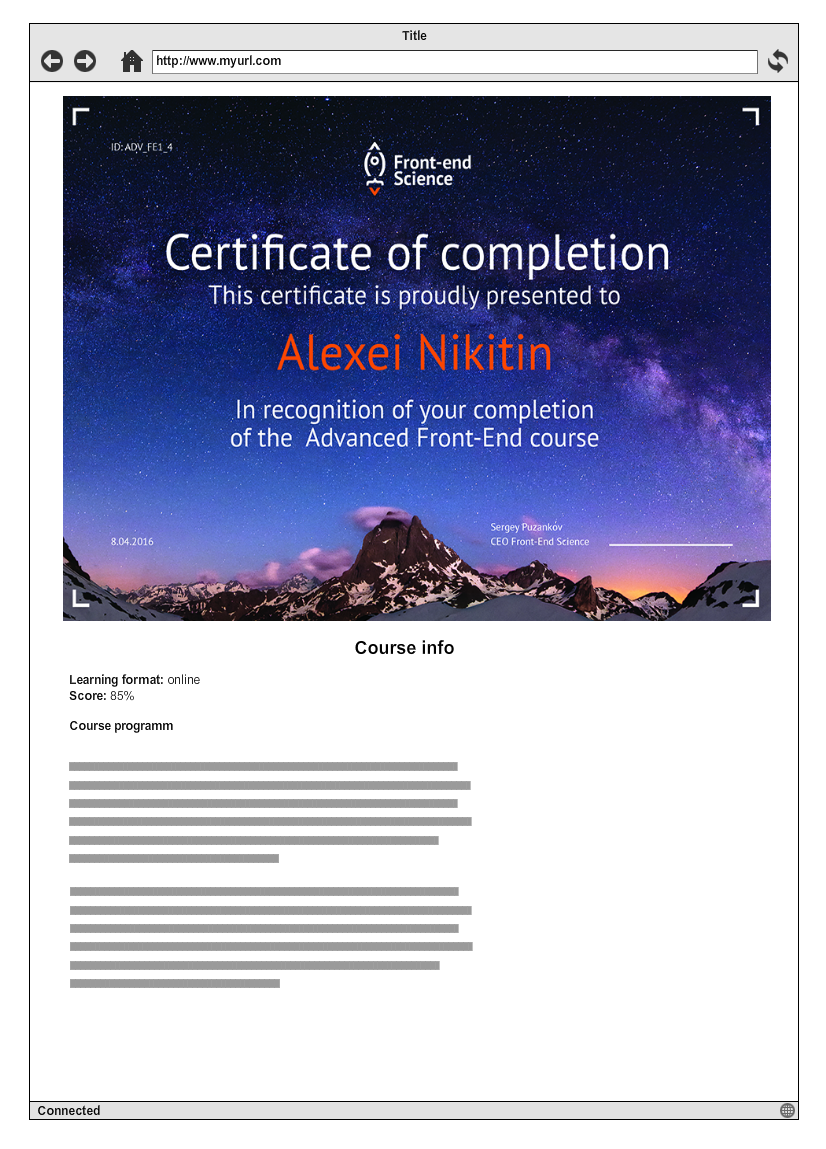 Title
http://www.myurl.com
ID: ADV_FE1_4
Front-end
Science
Certificate of completion
This certificate is proudly presented to
Alexei Nikitin
In recognition of your completion
of the Advanced Front-End course
8.04.2016
Sergey Puzankov
CEO Front-End Science
Course info
Learning format: online
Score: 85%
Course programm
Connected